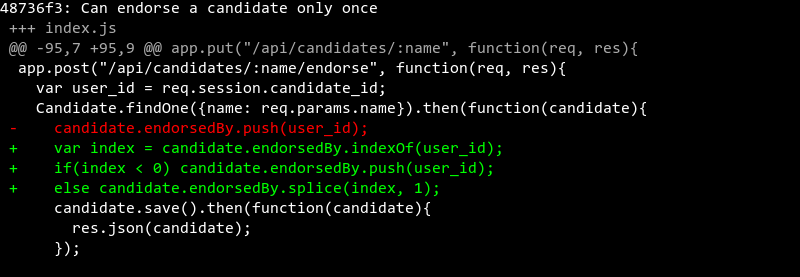 48736f3: Can endorse a candidate only once
+++ index.js
@@ -95,7 +95,9 @@ app.put("/api/candidates/:name", function(req, res){
 app.post("/api/candidates/:name/endorse", function(req, res){
   var user_id = req.session.candidate_id;
   Candidate.findOne({name: req.params.name}).then(function(candidate){
-    candidate.endorsedBy.push(user_id);
+    var index = candidate.endorsedBy.indexOf(user_id);
+    if(index < 0) candidate.endorsedBy.push(user_id);
+    else candidate.endorsedBy.splice(index, 1);
     candidate.save().then(function(candidate){
       res.json(candidate);
     });